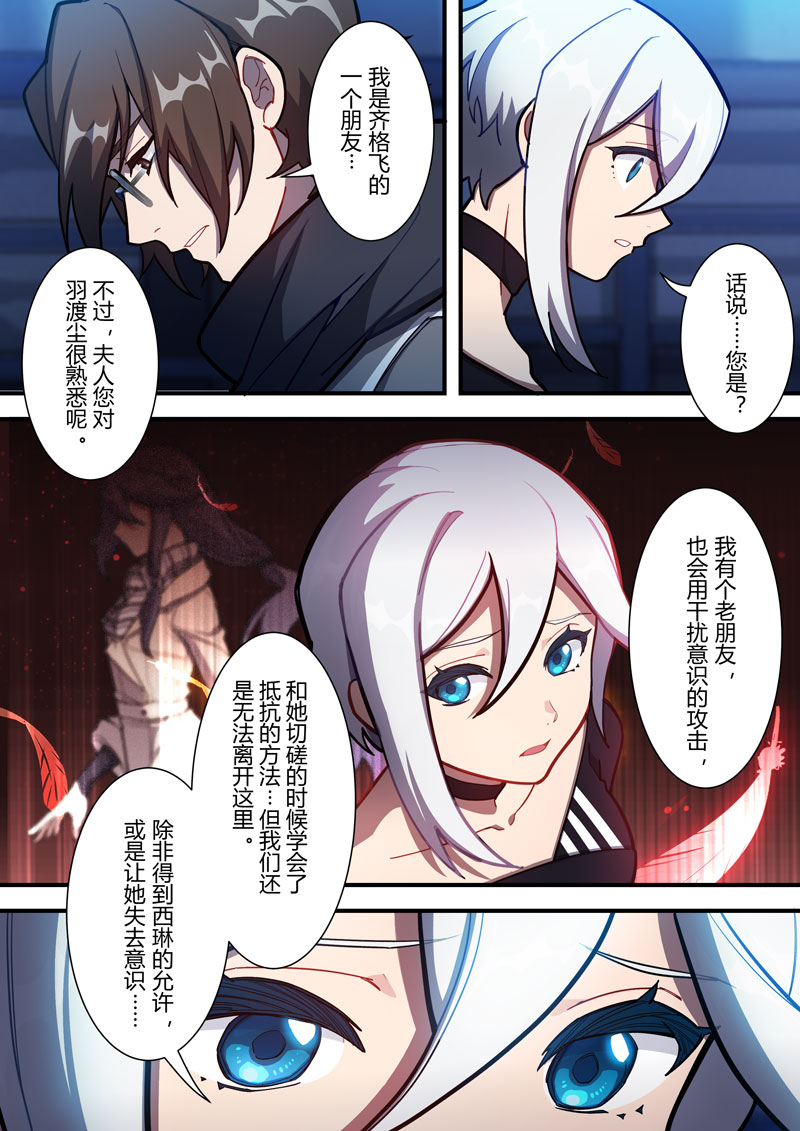 话说……您是？
我是齐格飞的
一个朋友…
不过，夫人您对
羽渡尘很熟悉呢。
我有个老朋友，
也会用干扰意识的攻击，
和她切磋的时候学会了
抵抗的方法…但我们还
是无法离开这里。
除非得到西琳的允许，
或是让她失去意识……